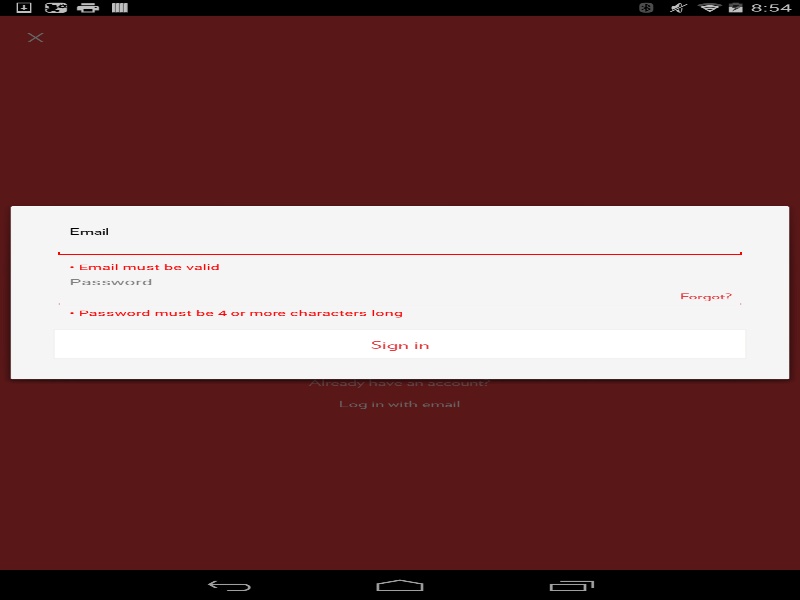 8:54
Email
• Email must be valid
Password
Forgot?
• Password must be 4 or more characters long
Sign in
Already have an account?
Log in with email